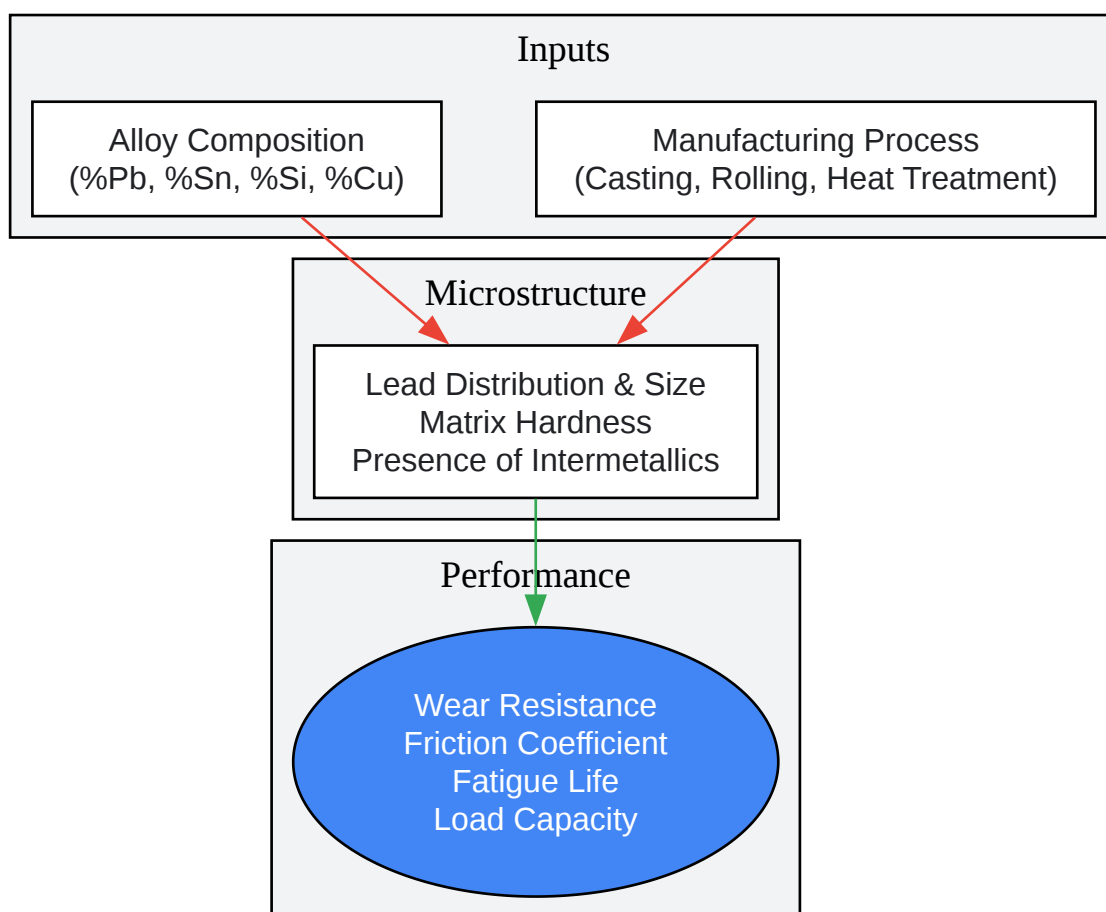 Inputs
Alloy Composition
(%Pb, %Sn, %Si, %Cu)
Manufacturing Process
(Casting, Rolling, Heat Treatment)
Microstructure
Lead Distribution & Size
Matrix Hardness
Presence of Intermetallics
Performance
Wear Resistance
Friction Coefficient
Fatigue Life
Load Capacity